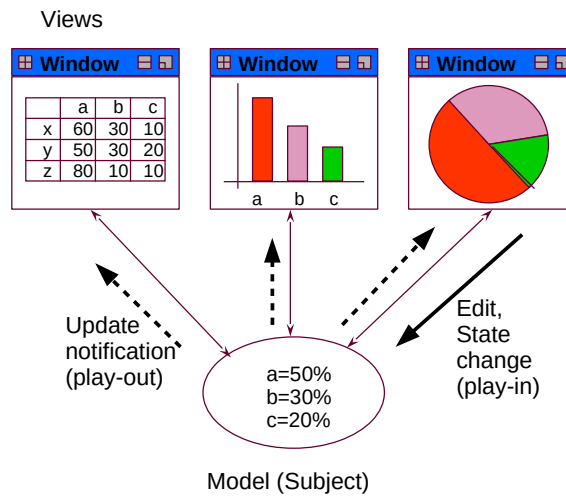 Views
Window
Window
Window
a b c
x 60 30 10
y 50 30 20
z 80 10 10
a b c
Update
notification
(play-out)
Edit,
State
change
(play-in)
a=50%
b=30%
c=20%
Model (Subject)